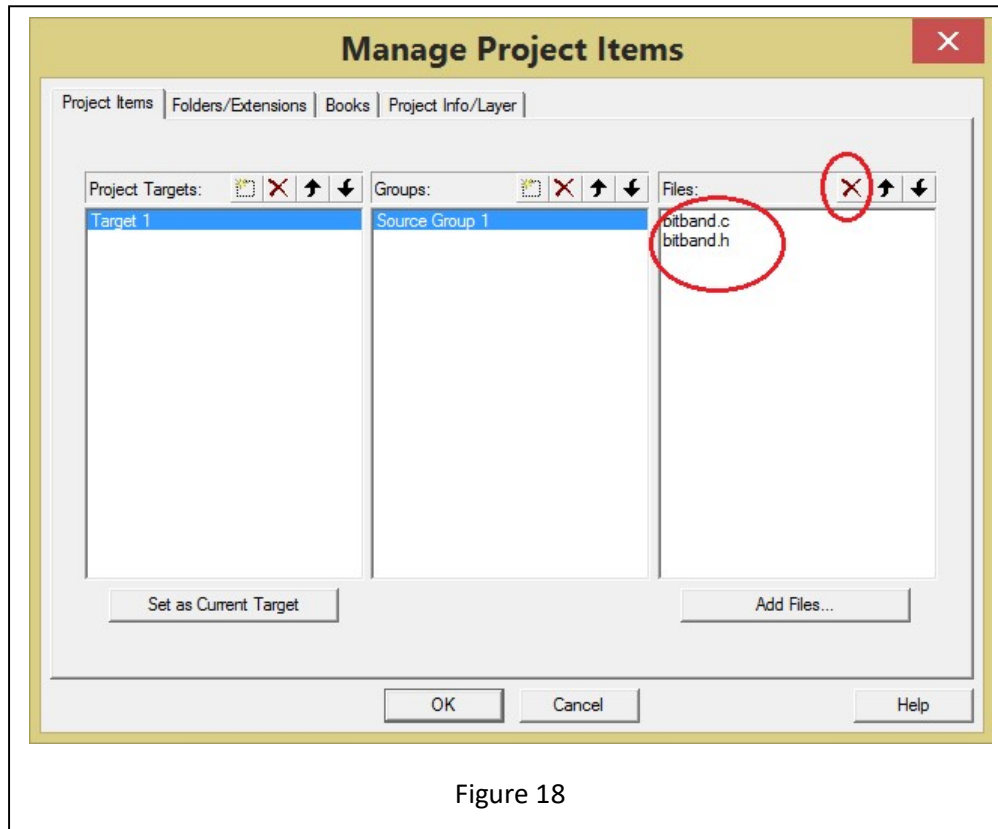 Manage Project Items
Project Items Folders/Extensions Books Project Info/Layer
Project Targets: Groups: Files:
Target 1 Source Group 1 bitband.c
bitband.h
Set as Current Target Add Files...
OK Cancel Help
Figure 18